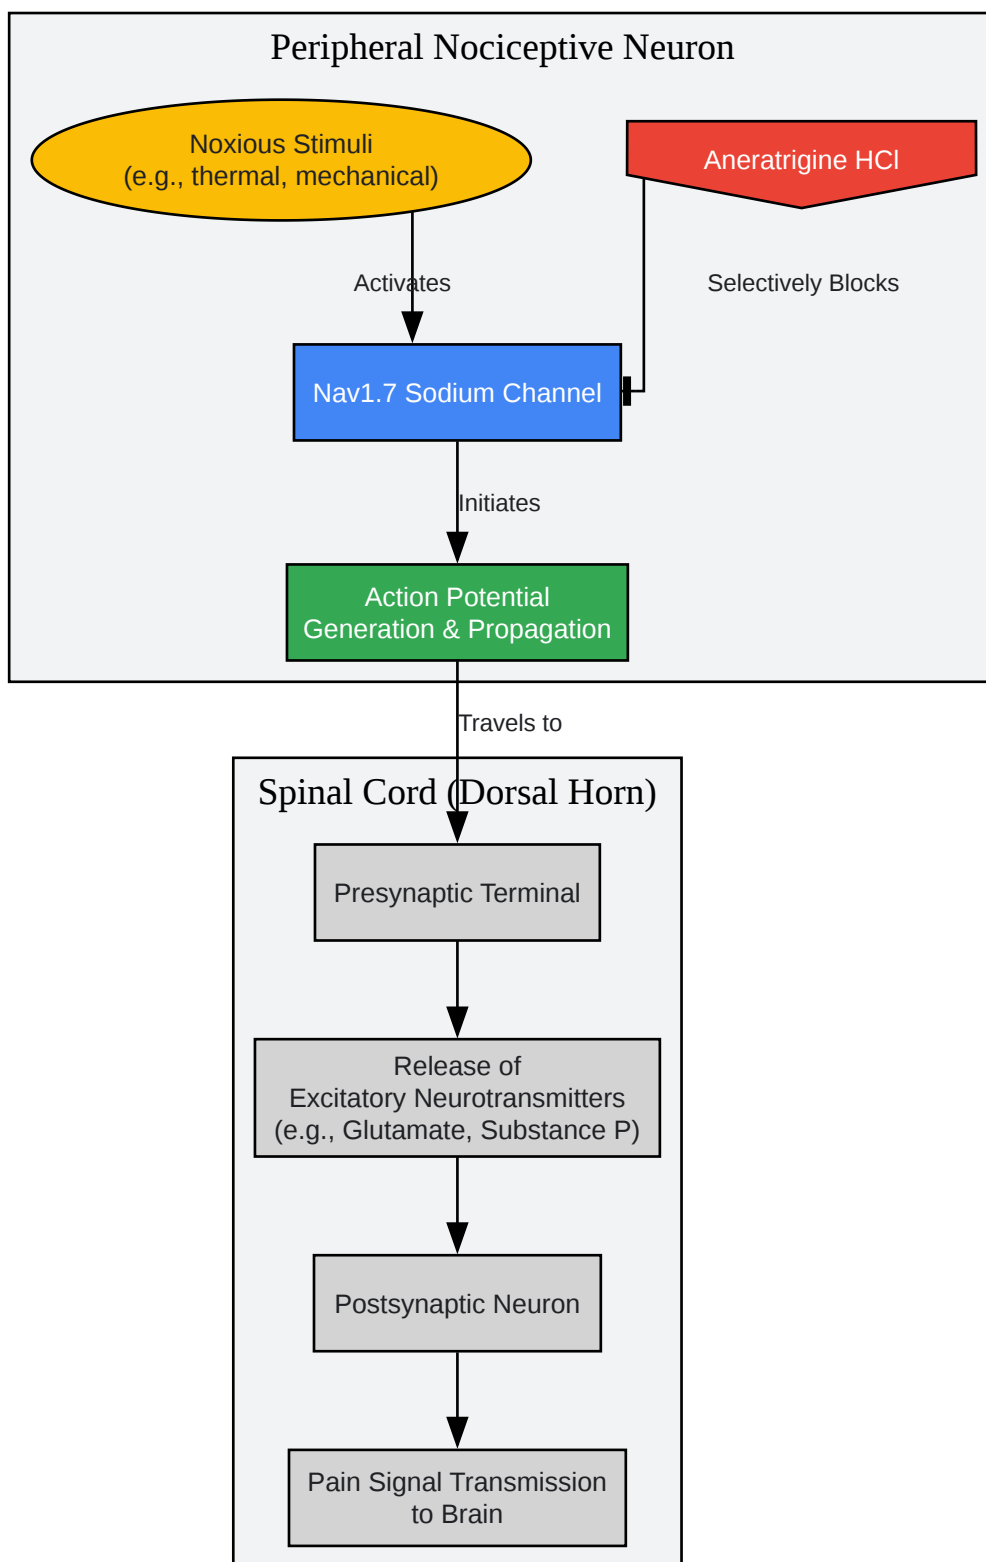 Peripheral Nociceptive Neuron
Noxious Stimuli
(e.g., thermal, mechanical)
Aneratrigine HCl
Activates
Selectively Blocks
Nav1.7 Sodium Channel
Initiates
Action Potential
Generation & Propagation
Travels to
Spinal Cord (Dorsal Horn)
Presynaptic Terminal
Release of
Excitatory Neurotransmitters
(e.g., Glutamate, Substance P)
Postsynaptic Neuron
Pain Signal Transmission
to Brain